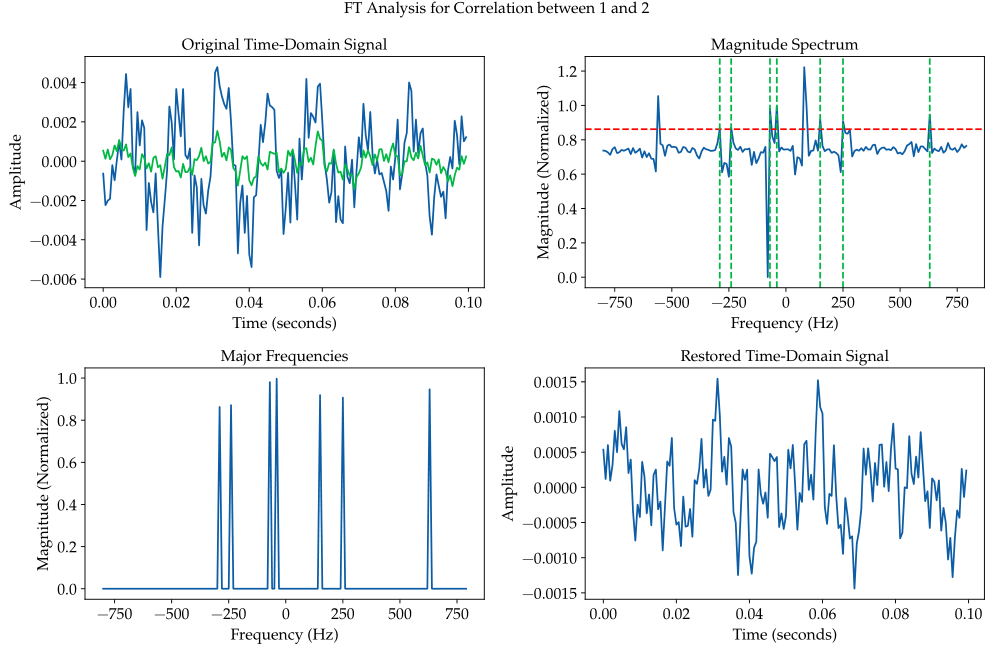 FT Analysis for Correlation between 1 and 2
Original Time-Domain Signal
Amplitude
0.004
0.002
0.000
−0.002
−0.004
−0.006
0.00 0.02 0.04 0.06 0.08 0.10
Time (seconds)
Magnitude Spectrum
Magnitude (Normalized)
1.2
1.0
0.8
0.6
0.4
0.2
0.0
−750 −500 −250 0 250 500 750
Frequency (Hz)
Major Frequencies
Magnitude (Normalized)
1.0
0.8
0.6
0.4
0.2
0.0
−750 −500 −250 0 250 500 750
Frequency (Hz)
Restored Time-Domain Signal
Amplitude
0.0015
0.0010
0.0005
0.0000
−0.0005
−0.0010
−0.0015
0.00 0.02 0.04 0.06 0.08 0.10
Time (seconds)